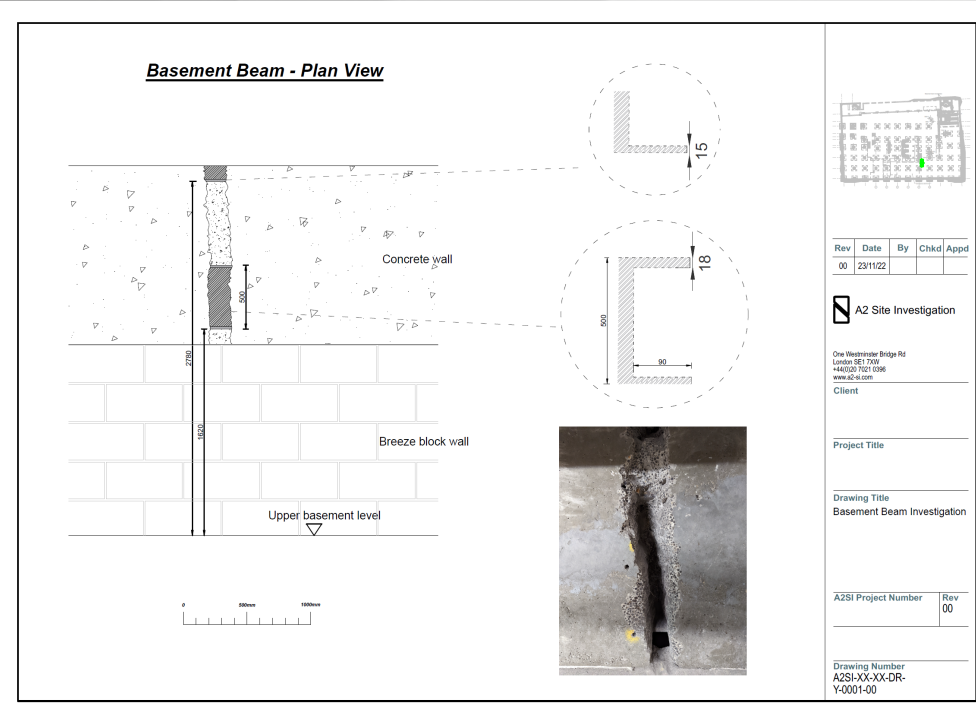 Basement Beam - Plan View
15
Concrete wall
500
18
500
90
2780
1620
Breeze block wall
Upper basement level
0 500mm 1000mm
Rev Date By Chkd Appd
00 23/11/22
A2 Site Investigation
One Westminster Bridge Rd
London SE1 7XW
+44(0)20 7021 0396
www.a2-si.com
Client
Project Title
Drawing Title
Basement Beam Investigation
A2SI Project Number
Rev
00
Drawing Number
A2SI-XX-XX-DR-
Y-0001-00